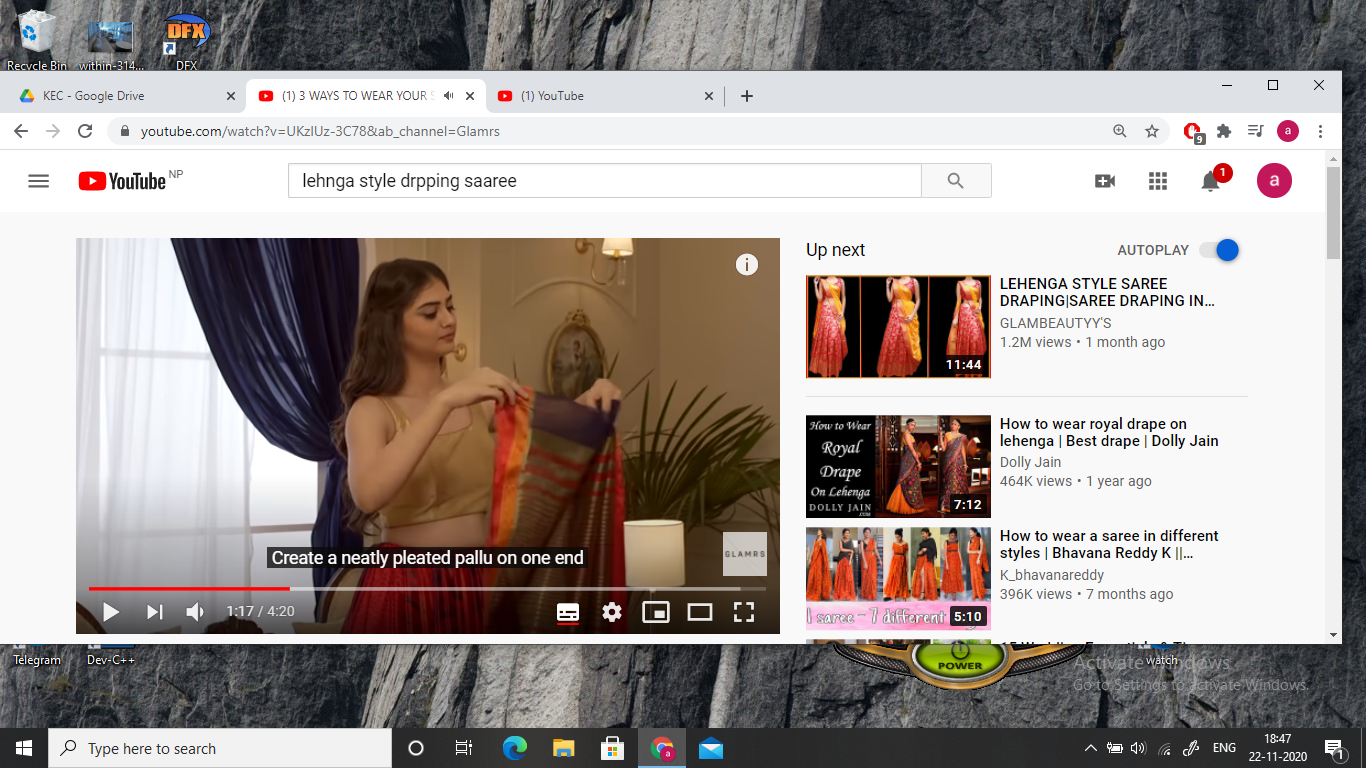 Recycle Bin
within-314...
DFX
DFX
KEC - Google Drive
(1) 3 WAYS TO WEAR YOUR S
(1) YouTube
youtube.com/watch?v=UKzlUz-3C78&ab_channel=Glamrs
9
a
YouTube NP
lehnga style drpping saaree
1
a
Up next
AUTOPLAY
LEHENGA STYLE SAREE
DRAPING|SAREE DRAPING IN...
GLAMBEAUTYY'S
1.2M views • 1 month ago
11:44
How to wear royal drape on
lehenga | Best drape | Dolly Jain
Dolly Jain
464K views • 1 year ago
How to Wear
Royal
Drape
On Lehenga
DOLLY JAIN
.COM
7:12
How to wear a saree in different
styles | Bhavana Reddy K ||...
K_bhavanareddy
396K views • 7 months ago
1 saree - 7 different
5:10
GLAMRS
Create a neatly pleated pallu on one end
1:17 / 4:20
Telegram
Dev-C++
POWER
watch
Activate Windows
Go to Settings to activate Windows.
Type here to search
a
ENG
18:47
22-11-2020
1